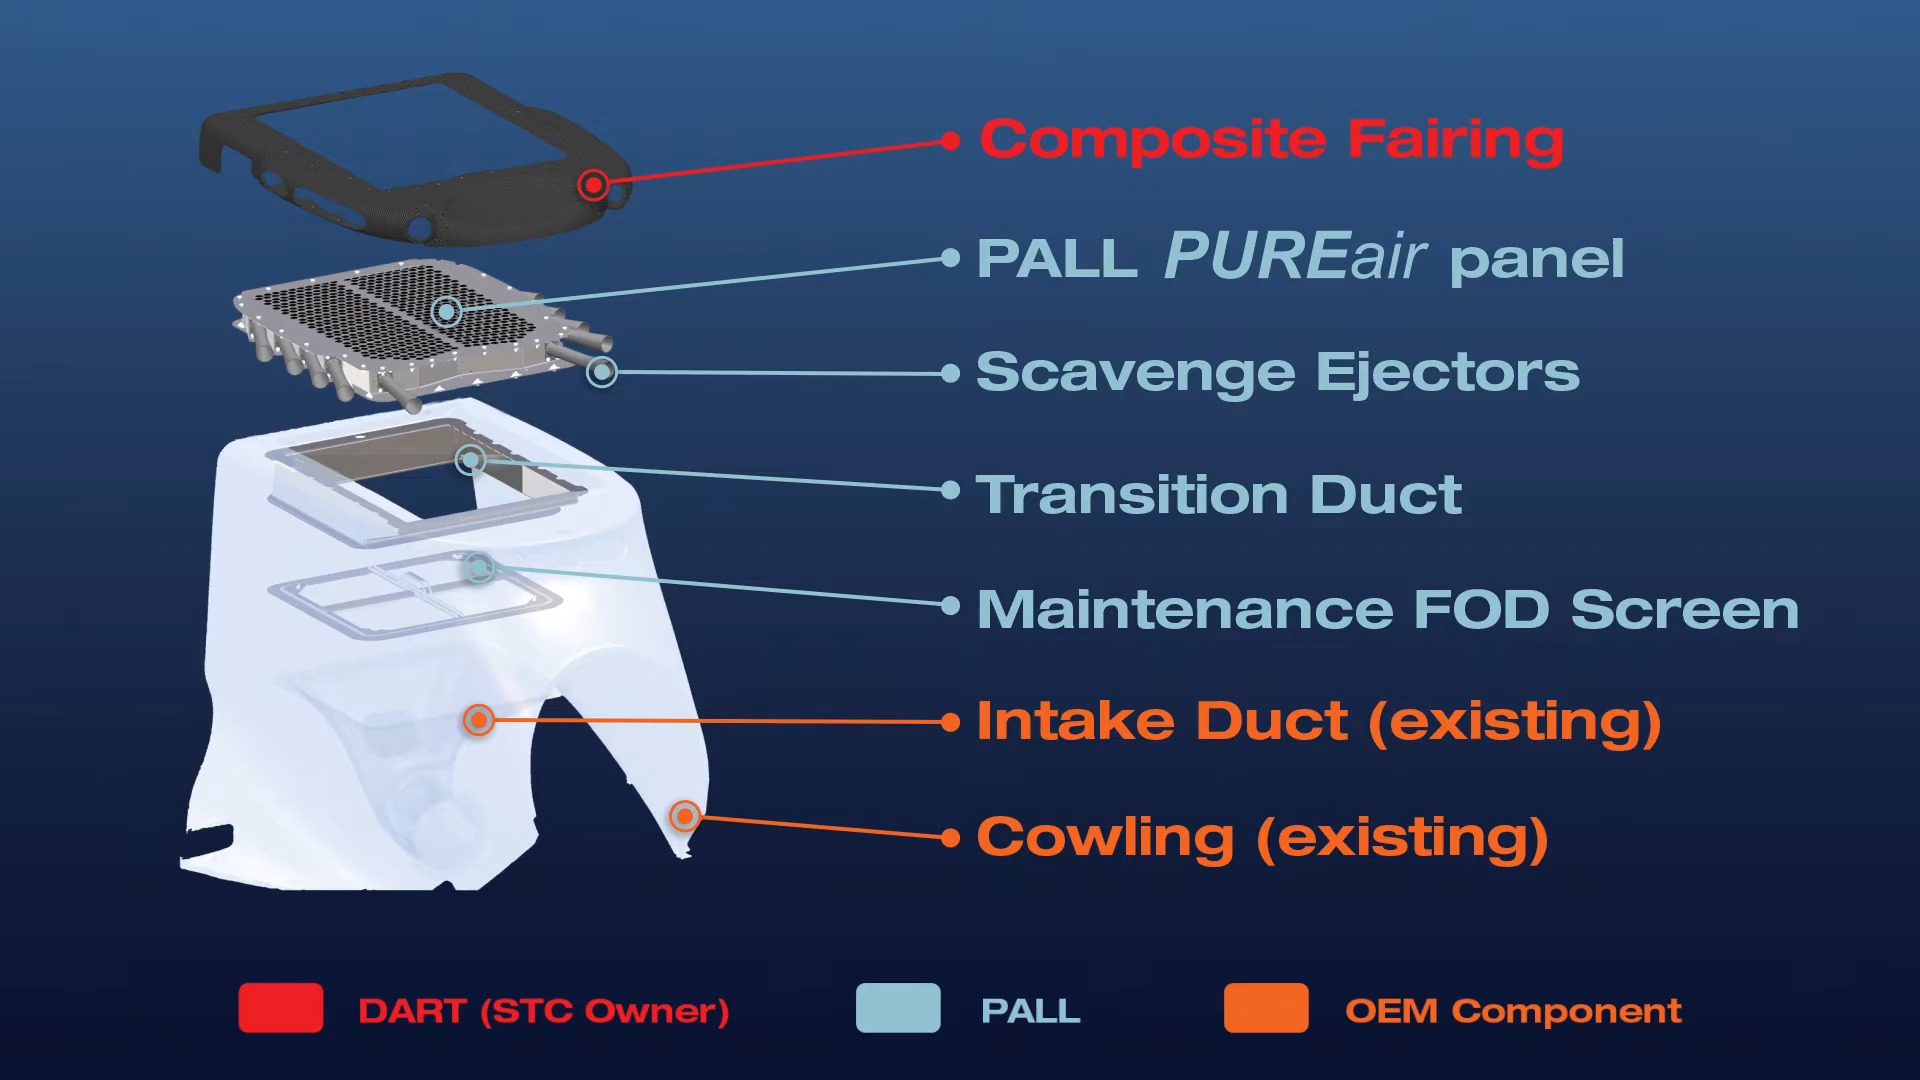 Composite Fairing
PALL PUREair panel
Scavenge Ejectors
Transition Duct
Maintenance FOD Screen
Intake Duct (existing)
Cowling (existing)
DART (STC Owner)
PALL
OEM Component